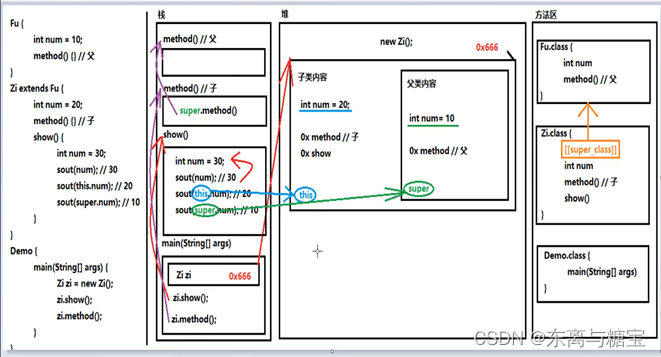 Fu {
int num = 10;
method() {} // 父
}
Zi extends Fu {
int num = 20;
method() {} // 子
show() {
int num = 30;
sout(num); // 30
sout(this.num); // 20
sout(super.num); // 10
}
}
Demo {
main(String[] args) {
Zi zi = new Zi();
zi.show();
zi.method();
}
}
栈
method() // 父
method() // 子
super.method()
show()
int num = 30;
sout(num); // 30
sout(this.num); // 20
sout(super.num); // 10
main(String[] args)
Zi zi 0x666
zi.show();
zi.method();
堆
new Zi(); 0x666
子类内容
int num = 20;
0x method // 子
0x show
this
父类内容
int num= 10
0x method // 父
super
方法区
Fu.class {
int num
method() // 父
}
Zi.class {
[[super_class]]
int num
method() // 子
show()
}
Demo.class {
main(String[] args)
}
CSDN @东离与糖宝